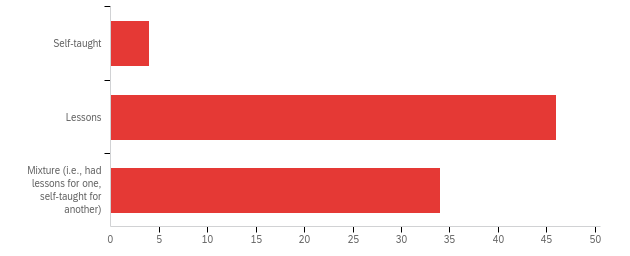 Self-taught
Lessons
Mixture (i.e., had
lessons for one,
self-taught for
another)
0 5 10 15 20 25 30 35 40 45 50